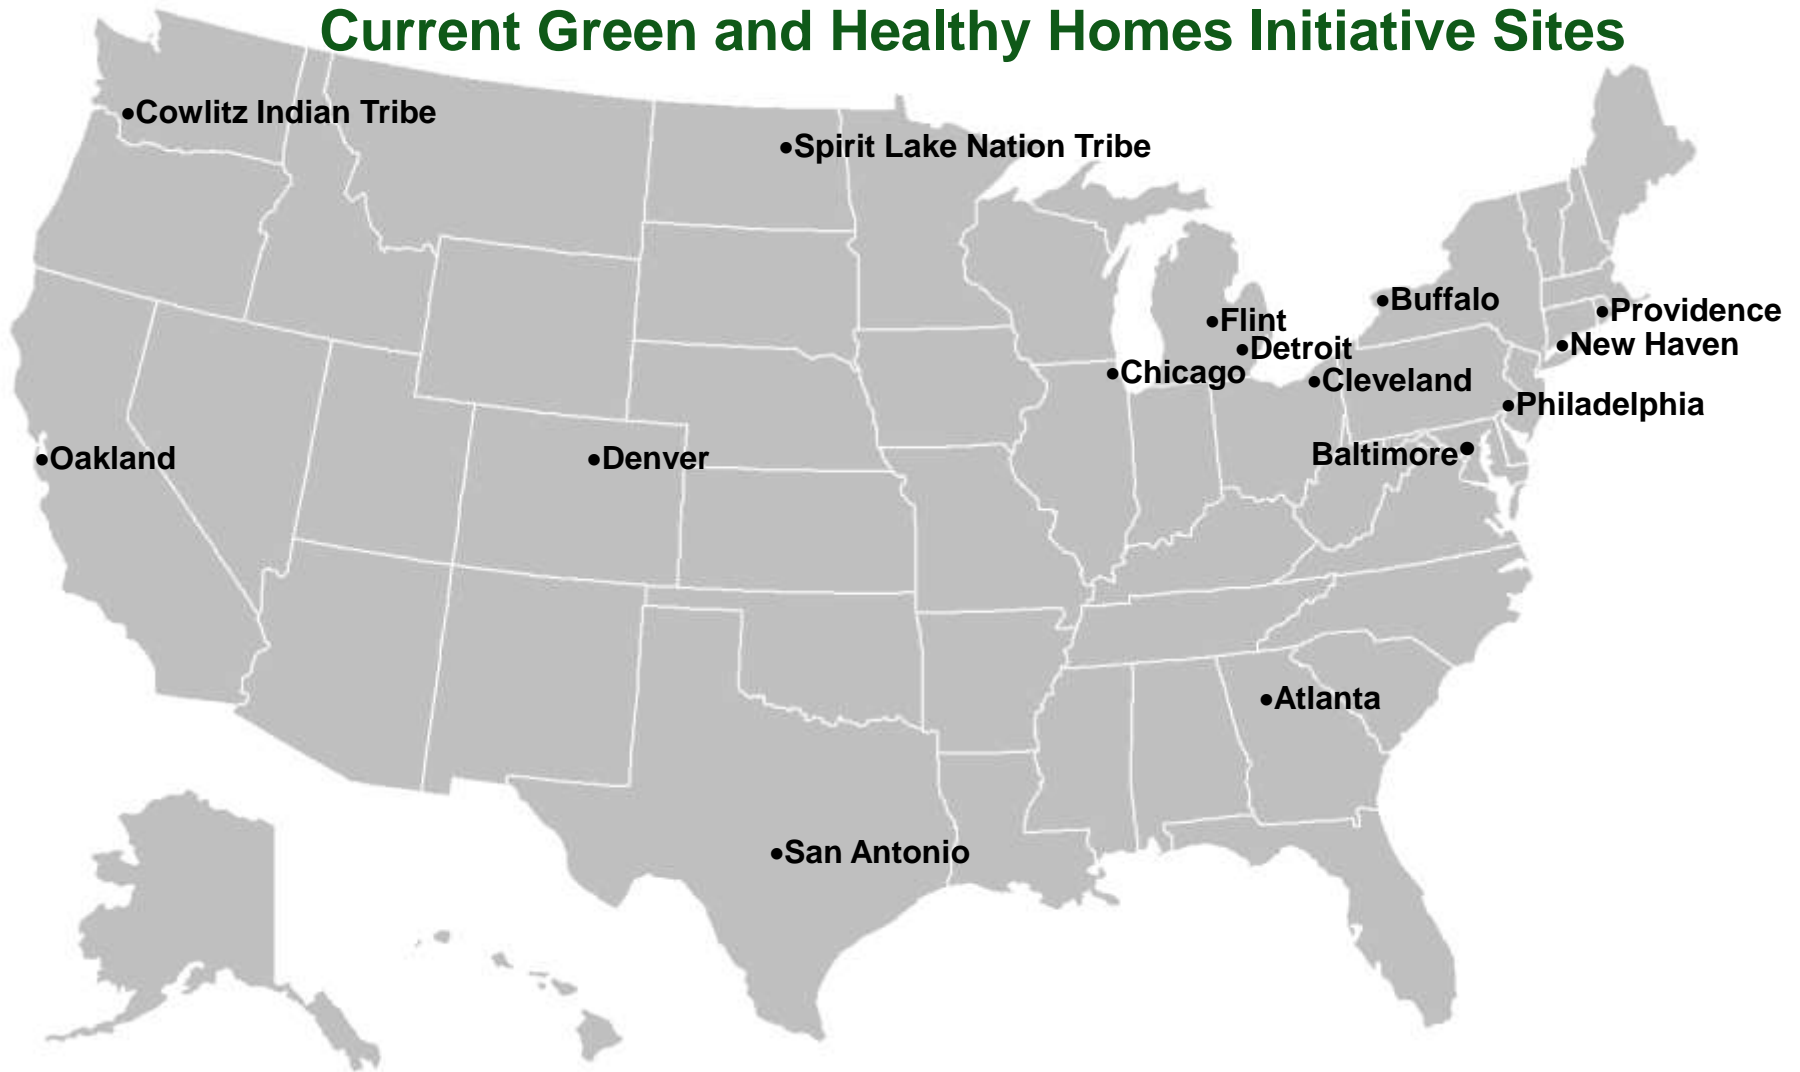 Current Green and Healthy Homes Initiative Sites
•Cowlitz Indian Tribe
•Spirit Lake Nation Tribe
•Buffalo
•Providence
•Flint
•New Haven
•Detroit
•Chicago
•Cleveland
•Philadelphia
Baltimore•
•Oakland
•Denver
•Atlanta
•San Antonio